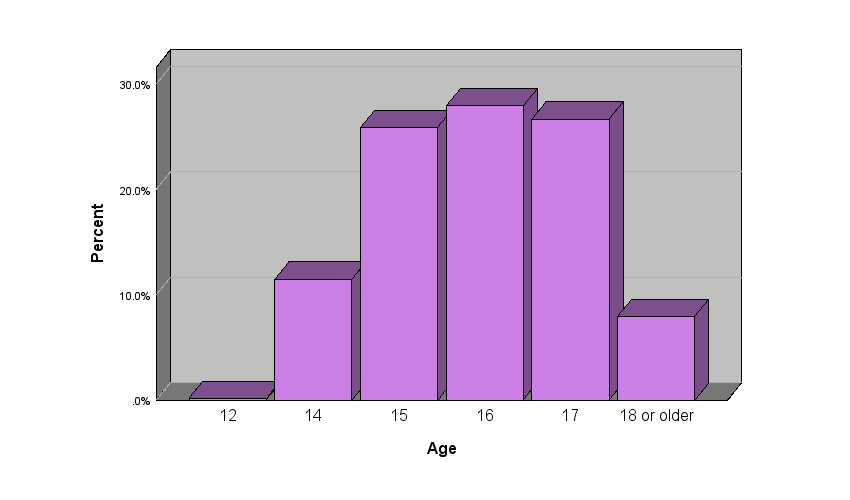 30.0%
20.0%
10.0%
.0%
Percent
12 14 15 16 17 18 or older
Age